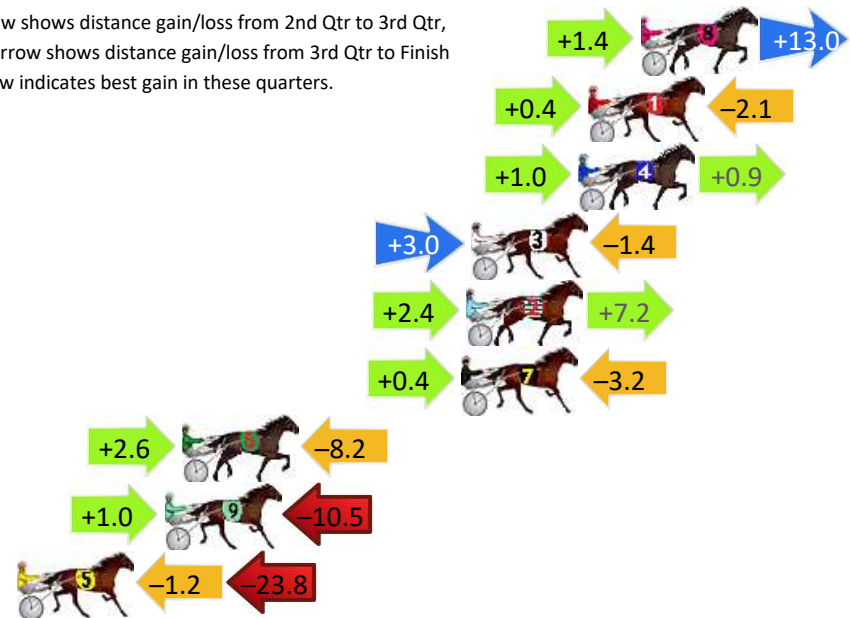 w shows distance gain/loss from 2nd Qtr to 3rd Qtr,
rrow shows distance gain/loss from 3rd Qtr to Finish
w indicates best gain in these quarters.
+1.4 8 +13.0
+0.4 1 –2.1
+1.0 4 +0.9
+3.0 3 –1.4
+2.4 2 +7.2
+0.4 7 –3.2
+2.6 –8.2
+1.0 9 –10.5
5 –1.2 –23.8